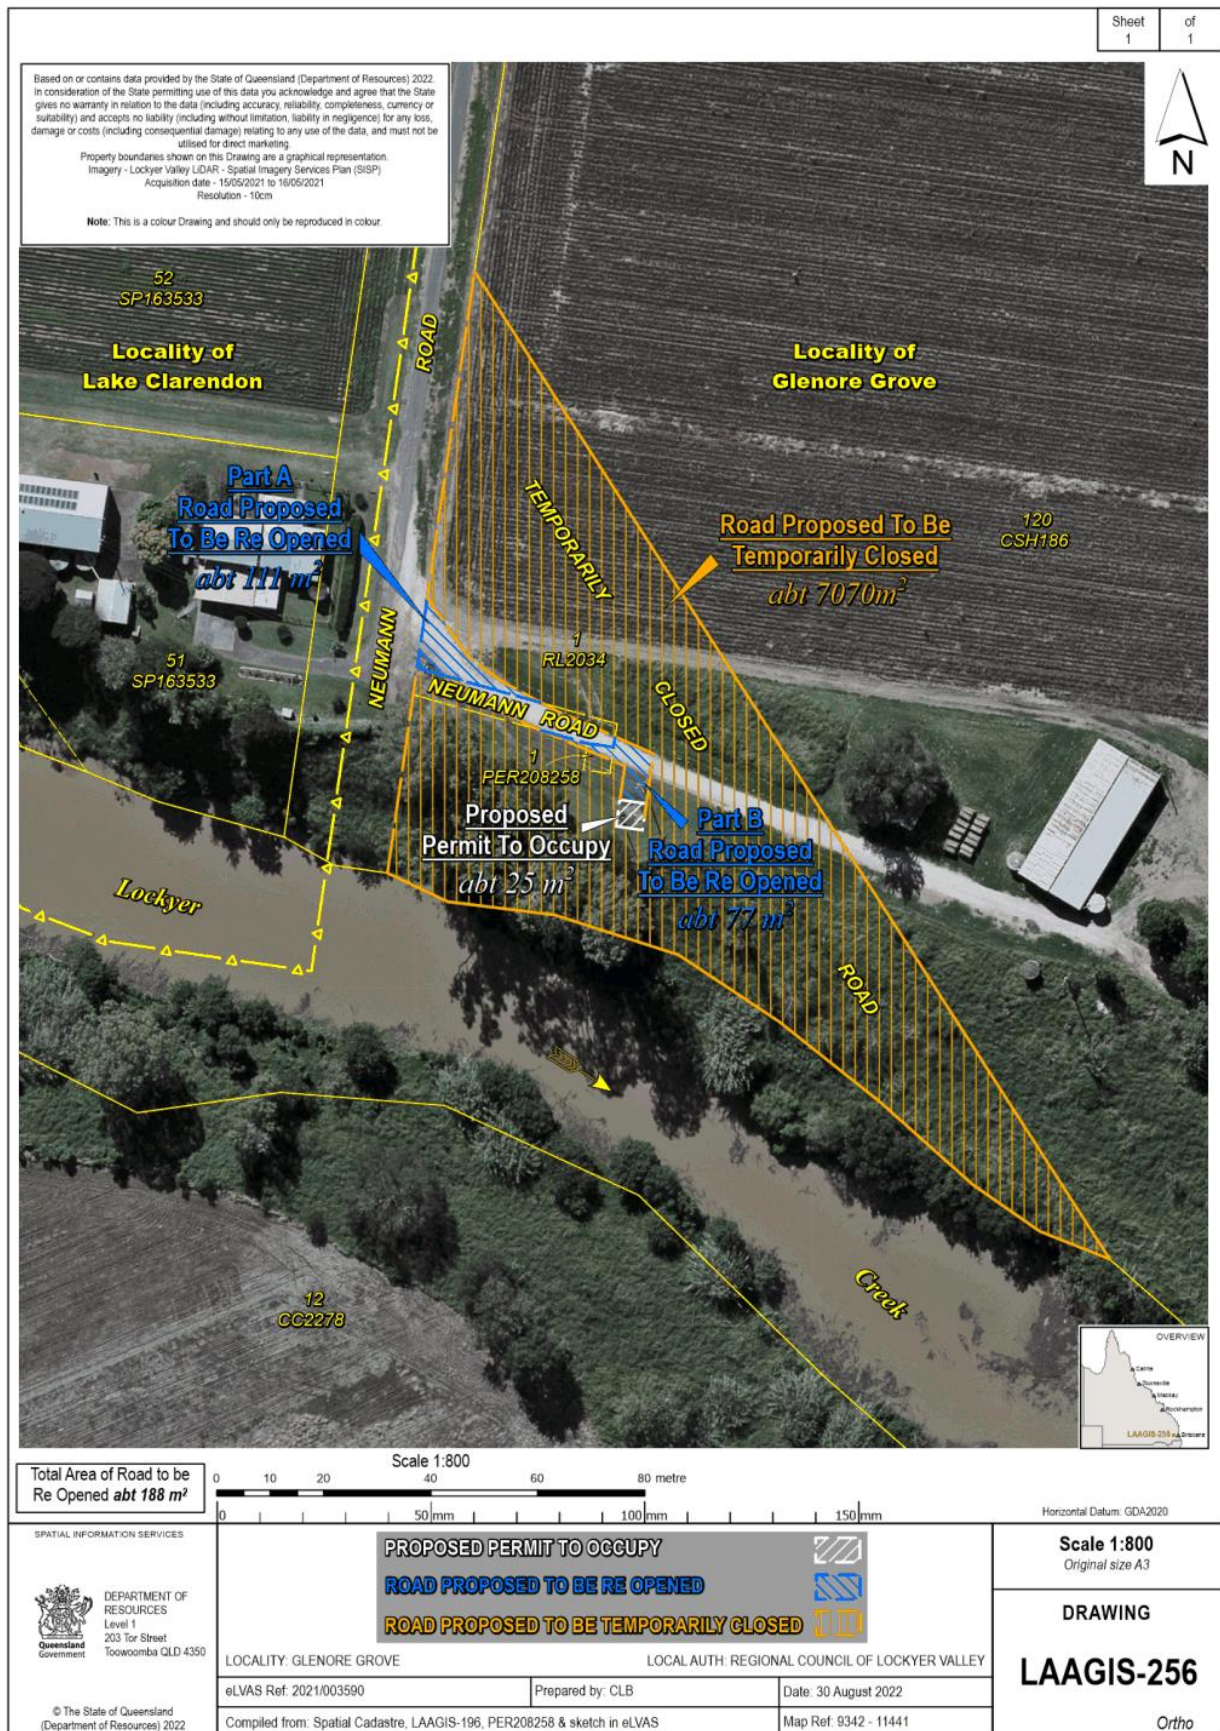 Sheet
1
of
1
Based on or contains data provided by the State of Queensland (Department of Resources) 2022.
In consideration of the State permitting use of this data you acknowledge and agree that the State
gives no warranty in relation to the data (including accuracy, reliability, completeness, currency or
suitability) and accepts no liability (including without limitation, liability in negligence) for any loss,
damage or costs (including consequential damage) relating to any use of the data, and must not be
utilised for direct marketing.
Property boundaries shown on this Drawing are a graphical representation.
Imagery - Lockyer Valley LiDAR - Spatial Imagery Services Plan (SISP)
Acquisition date - 15/05/2021 to 16/05/2021
Resolution - 10cm
Note: This is a colour Drawing and should only be reproduced in colour.
N
52
SP163533
ROAD
Locality of
Lake Clarendon
Locality of
Glenore Grove
Part A
Road Proposed
To Be Re Opened
abt 111 m²
TEMPORARILY
Road Proposed To Be
Temporarily Closed
abt 7070m²
120
CSH186
NEUMANN
51
SP163533
1
RL2034
CLOSED
NEUMANN ROAD
1
PER208258
Proposed
Permit To Occupy
abt 25 m²
Part B
Road Proposed
To Be Re Opened
abt 77 m²
Lockyer
ROAD
Creek
12
CC2278
OVERVIEW
Cairns
Townsville
Mackay
Rockhampton
LAAGIS-256
Brisbane
Total Area of Road to be
Re Opened abt 188 m²
Scale 1:800
0 10 20 40 60 80 metre
0 50mm 100mm 150mm
Horizontal Datum: GDA2020
SPATIAL INFORMATION SERVICES
Queensland
Government
DEPARTMENT OF
RESOURCES
Level 1
203 Tor Street
Toowoomba QLD 4350
© The State of Queensland
(Department of Resources) 2022
PROPOSED PERMIT TO OCCUPY
ROAD PROPOSED TO BE RE OPENED
ROAD PROPOSED TO BE TEMPORARILY CLOSED
LOCALITY: GLENORE GROVE
LOCAL AUTH: REGIONAL COUNCIL OF LOCKYER VALLEY
eLVAS Ref: 2021/003590
Prepared by: CLB
Date: 30 August 2022
Compiled from: Spatial Cadastre, LAAGIS-196, PER208258 & sketch in eLVAS
Map Ref: 9342 - 11441
Scale 1:800
Original size A3
DRAWING
LAAGIS-256
Ortho